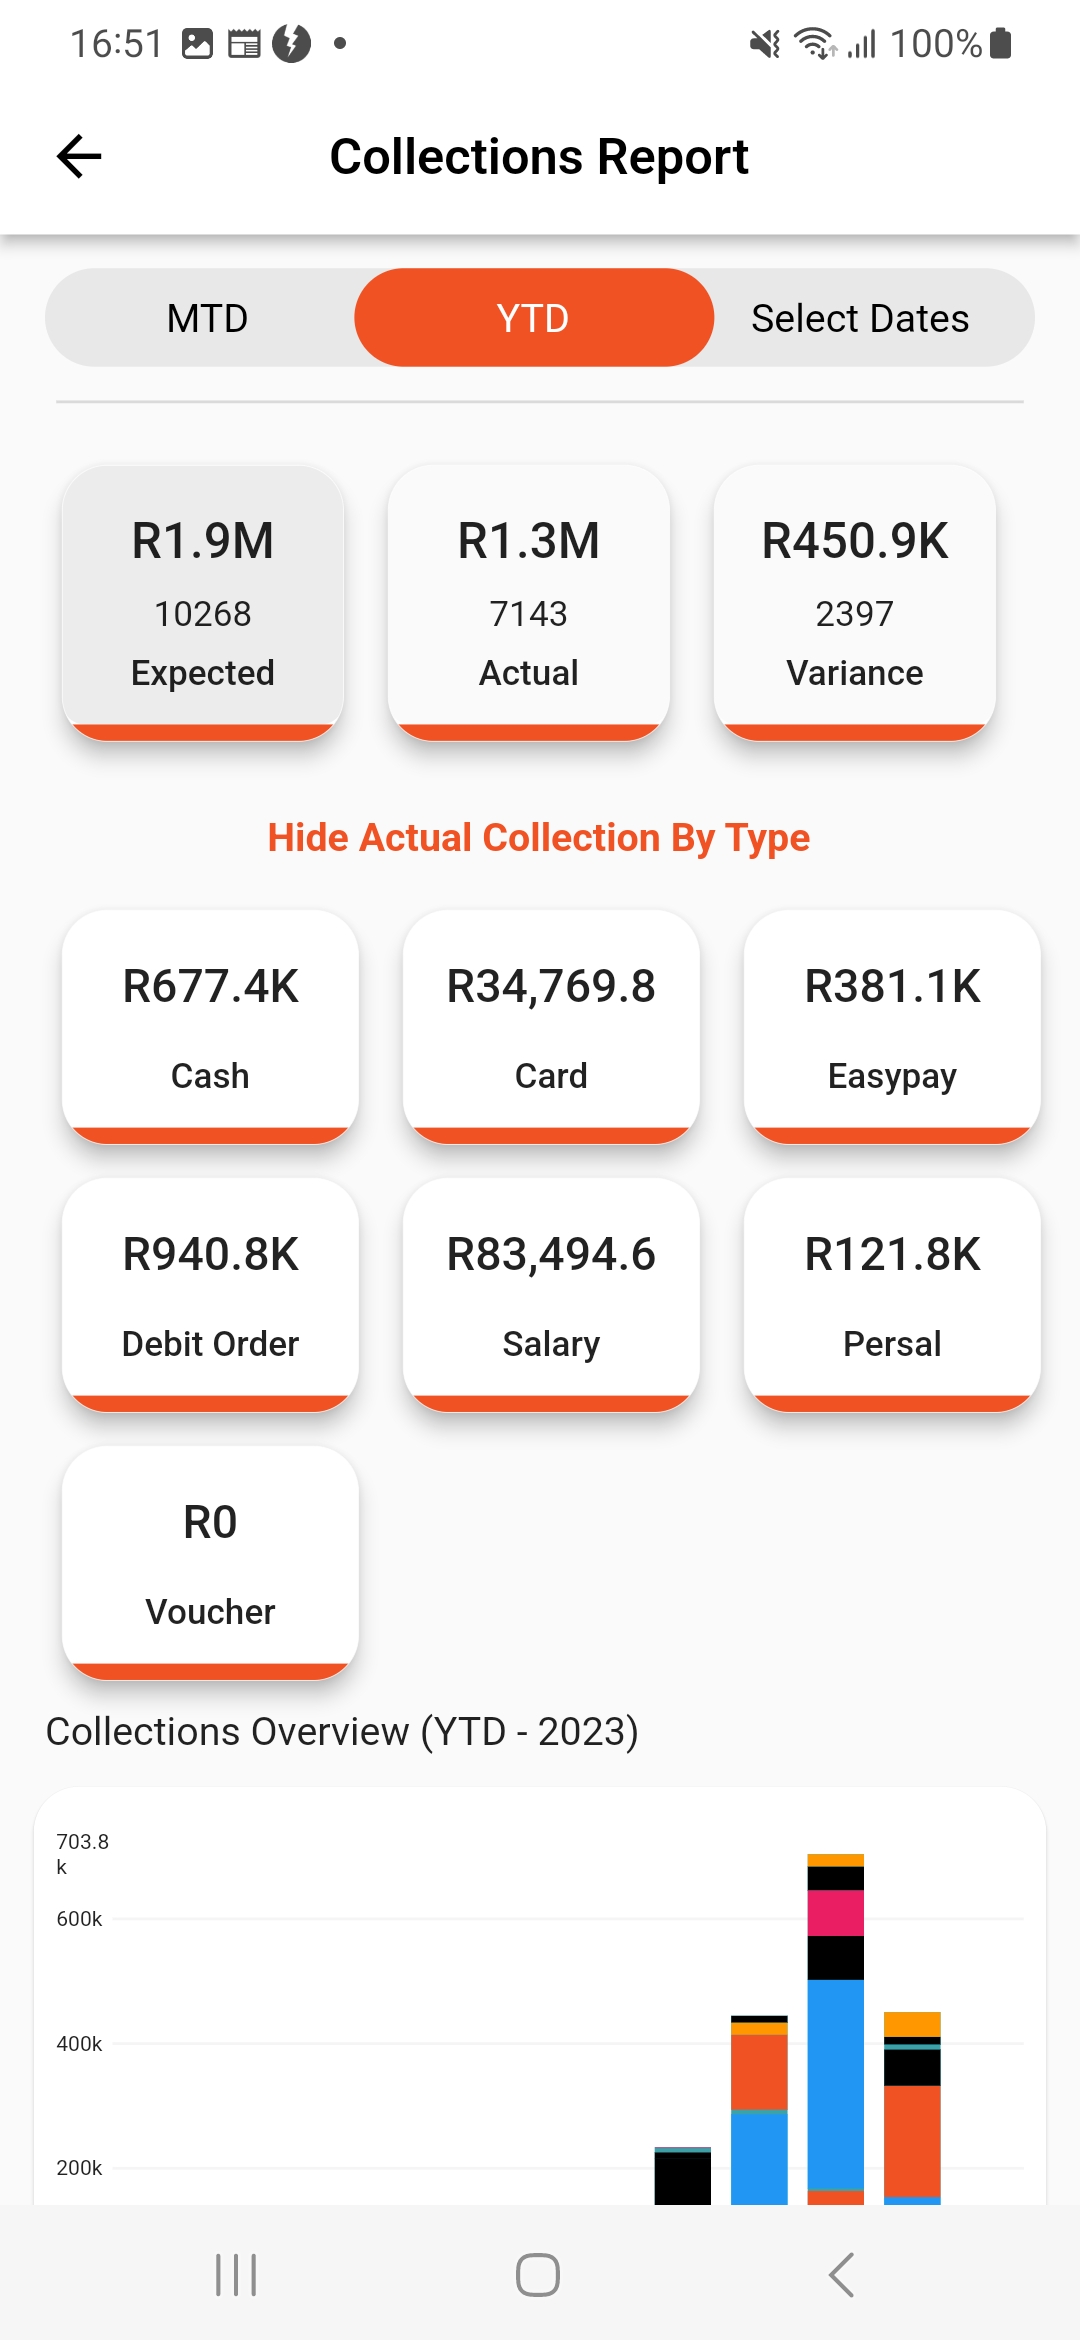 16:51 100%
Collections Report
MTD YTD Select Dates
R1.9M R1.3M R450.9K
10268 7143 2397
Expected Actual Variance
Hide Actual Collection By Type
R677.4K R34,769.8 R381.1K
Cash Card Easypay
R940.8K R83,494.6 R121.8K
Debit Order Salary Persal
R0
Voucher
Collections Overview (YTD - 2023)
703.8
k
600k
400k
200k